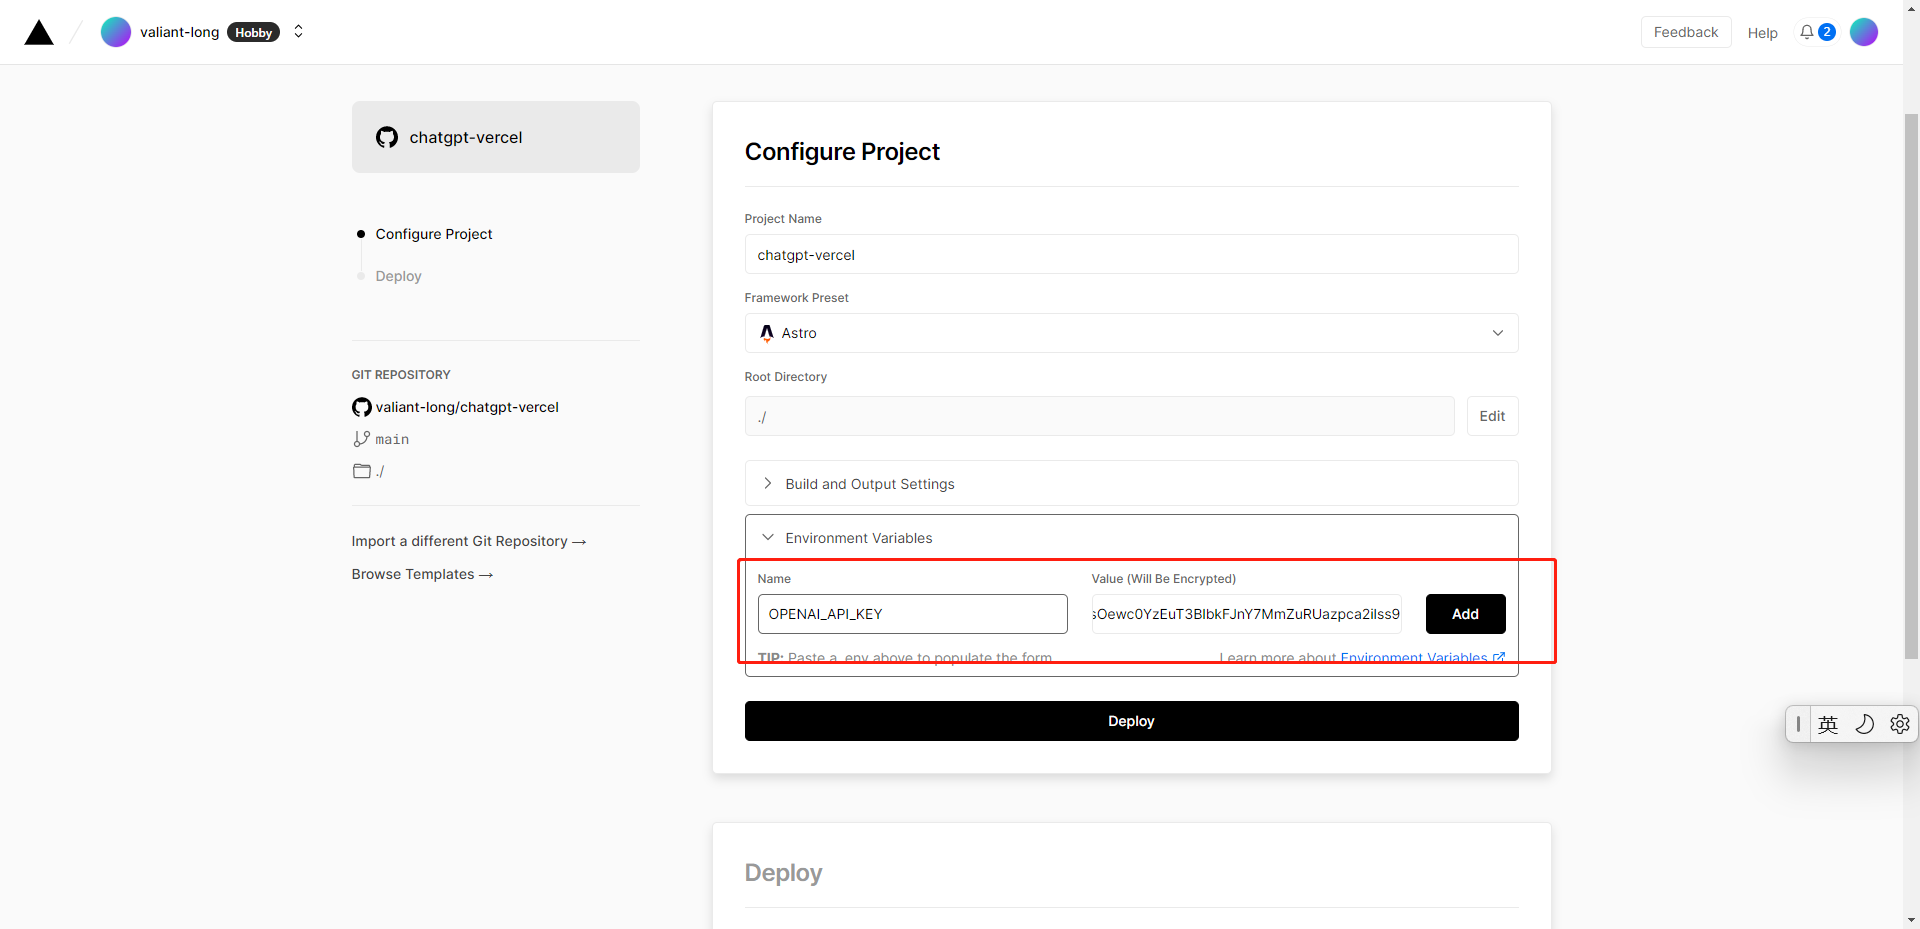 valiant-long Hobby
Feedback Help 2
chatgpt-vercel
Configure Project
Deploy
GIT REPOSITORY
valiant-long/chatgpt-vercel
main
./
Import a different Git Repository →
Browse Templates →
Configure Project
Project Name
chatgpt-vercel
Framework Preset
Astro
Root Directory
./ Edit
Build and Output Settings
Environment Variables
Name Value (Will Be Encrypted)
OPENAI_API_KEY Add
TIP: Paste a .env above to populate the form Learn more about Environment Variables
Deploy
英
Deploy